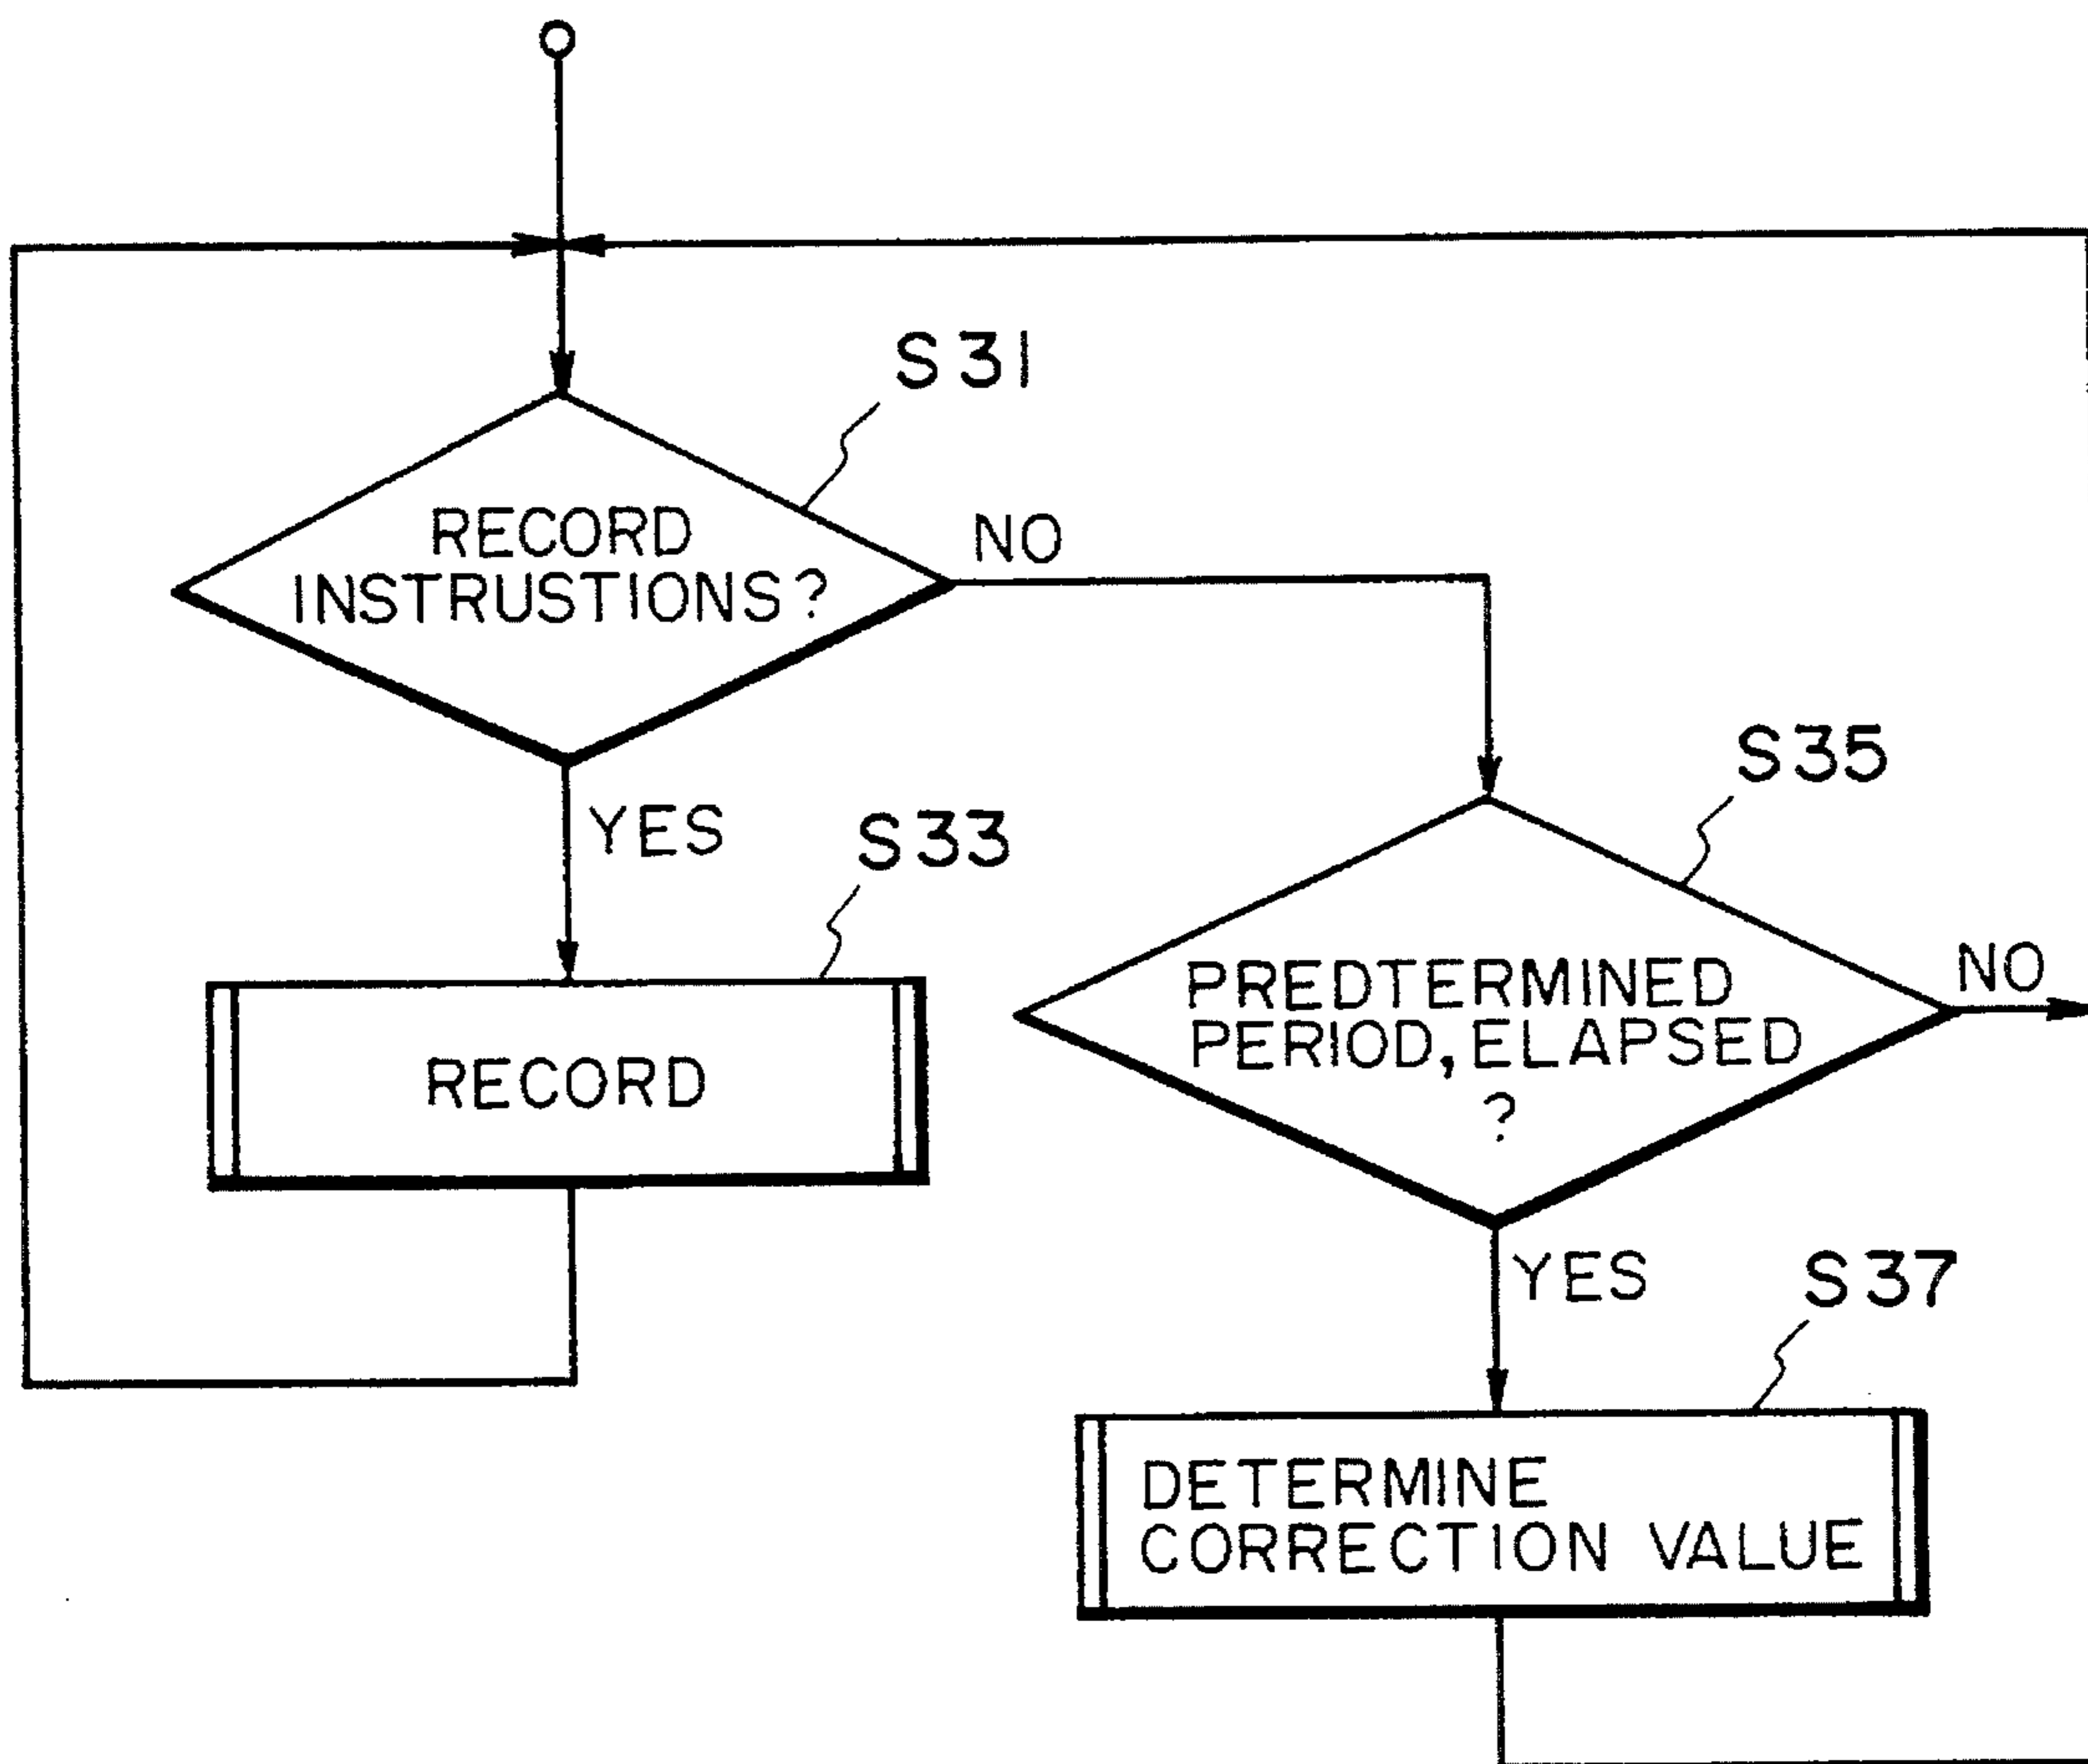 S31
RECORD
INSTRUSTIONS?
NO
YES
S33
RECORD
S35
PREDTERMINED
PERIOD, ELAPSED
?
NO
YES
S37
DETERMINE
CORRECTION VALUE